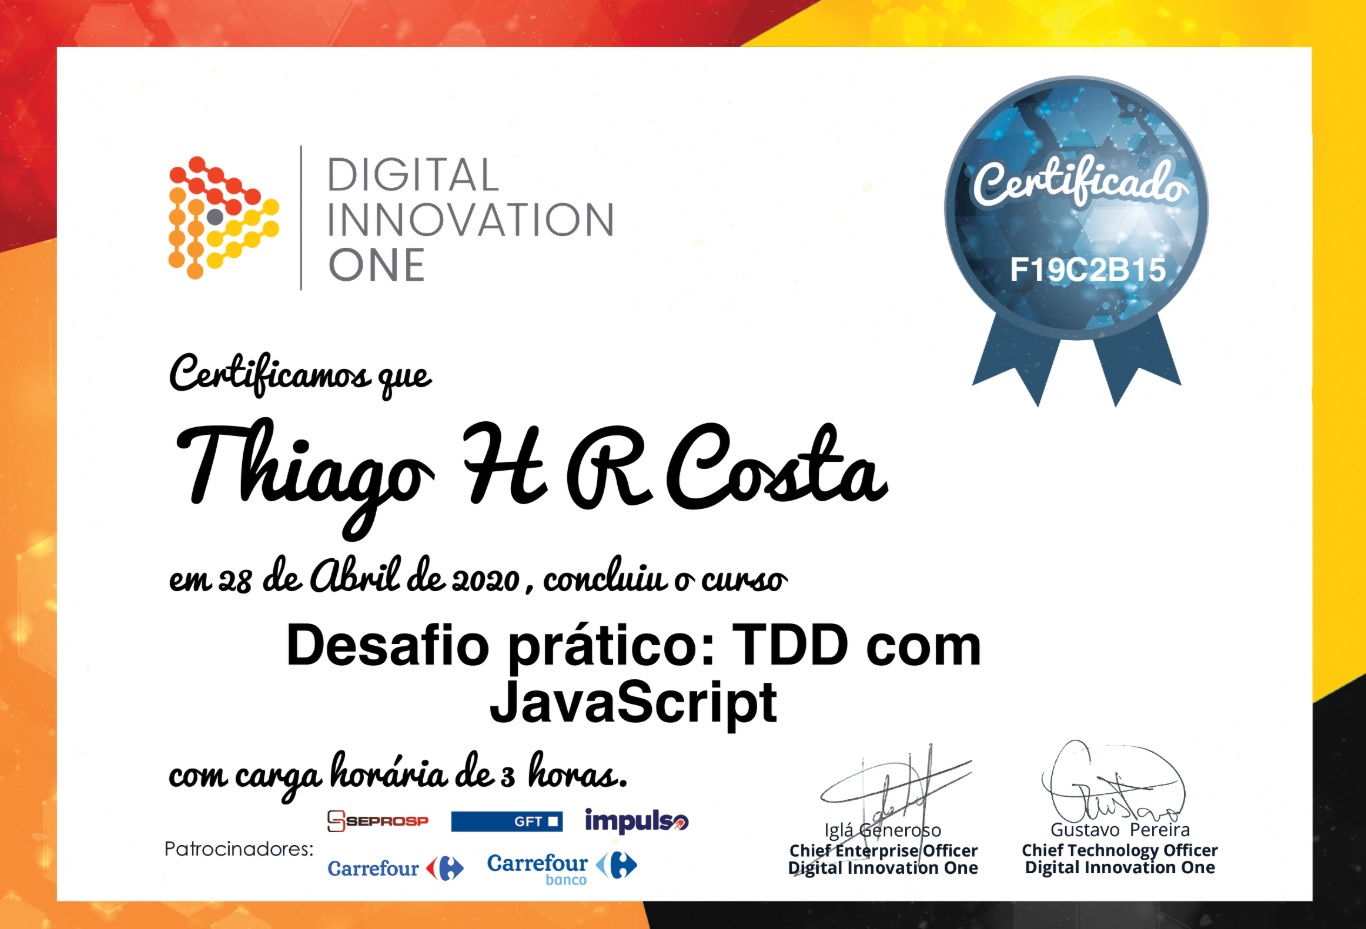 DIGITAL
INNOVATION
ONE
Certificado
F19C2B15
Certificamos que
Thiago H R Costa
em 28 de Abril de 2020, concluiu o curso
Desafio prático: TDD com
JavaScript
com carga horária de 3 horas.
Patrocinadores:
SEPROSP
GFT
impulso
Carrefour
Carrefour
banco
Iglá Generoso
Chief Enterprise Officer
Digital Innovation One
Gustavo
Gustavo Pereira
Chief Technology Officer
Digital Innovation One